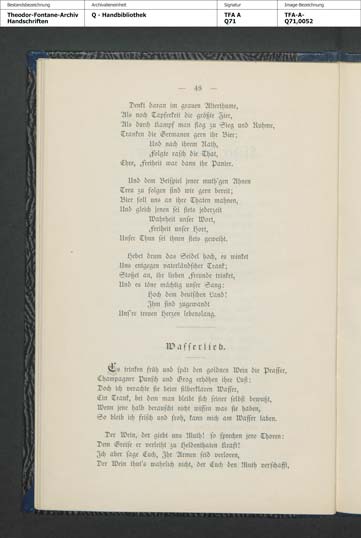 Bestandsbezeichnung
Theodor-Fontane-Archiv
Handschriften
Archivalieneinheit
Q - Handbibliothek
Signatur
TFA A
Q71
Image Bezeichnung
TFA-A-
Q71,0052
— 48 —
Denkt daran im grauen Alterthume,
Als noch Tapferkeit die größte Zier,
Als durch Kampf man flog zu Sieg und Ruhme,
Tranken die Germanen gern ihr Bier;
Und nach ihrem Rath,
Folgte rasch die That,
Ehre, Freiheit war dann ihr Panier.
Und dem Beispiel jener muth'gen Ahnen
Treu zu folgen sind wir gern bereit;
Bier soll uns an ihre Thaten mahnen,
Und gleich jenen sei stets jederzeit
Wahrheit unser Wort,
Freiheit unser Hort,
Unser Thun sei ihnen stets geweiht.
Hebet drum das Seidel hoch, es winket
Uns entgegen vaterländscher Trank;
Stoßet an, ihr lieben Freunde trinket,
Und es töne mächtig unser Sang:
Hoch dem deutschen Land!
Ihm sind zugewandt
Uns're treuen Herzen lebenslang.
Wasserlied.
Es trinken früh und spät den goldnen Wein die Prasser,
Champagner Punsch und Grog erhöhen ihre Lust:
Doch ich verachte sie beim silberklaren Wasser,
Ein Trank, bei dem man bleibt sich seiner selbst bewußt,
Wenn jene halb berauscht nicht wissen was sie haben,
So bleib ich frisch und froh, kann mich am Wasser laben.
Der Wein, der giebt uns Muth! so sprechen jene Thoren:
Dem Greise er verleiht zu Heldenthaten Kraft!
Ich aber sage Euch, Ihr Armen seid verloren,
Der Wein thut's wahrlich nicht, der Euch den Muth verschafft,